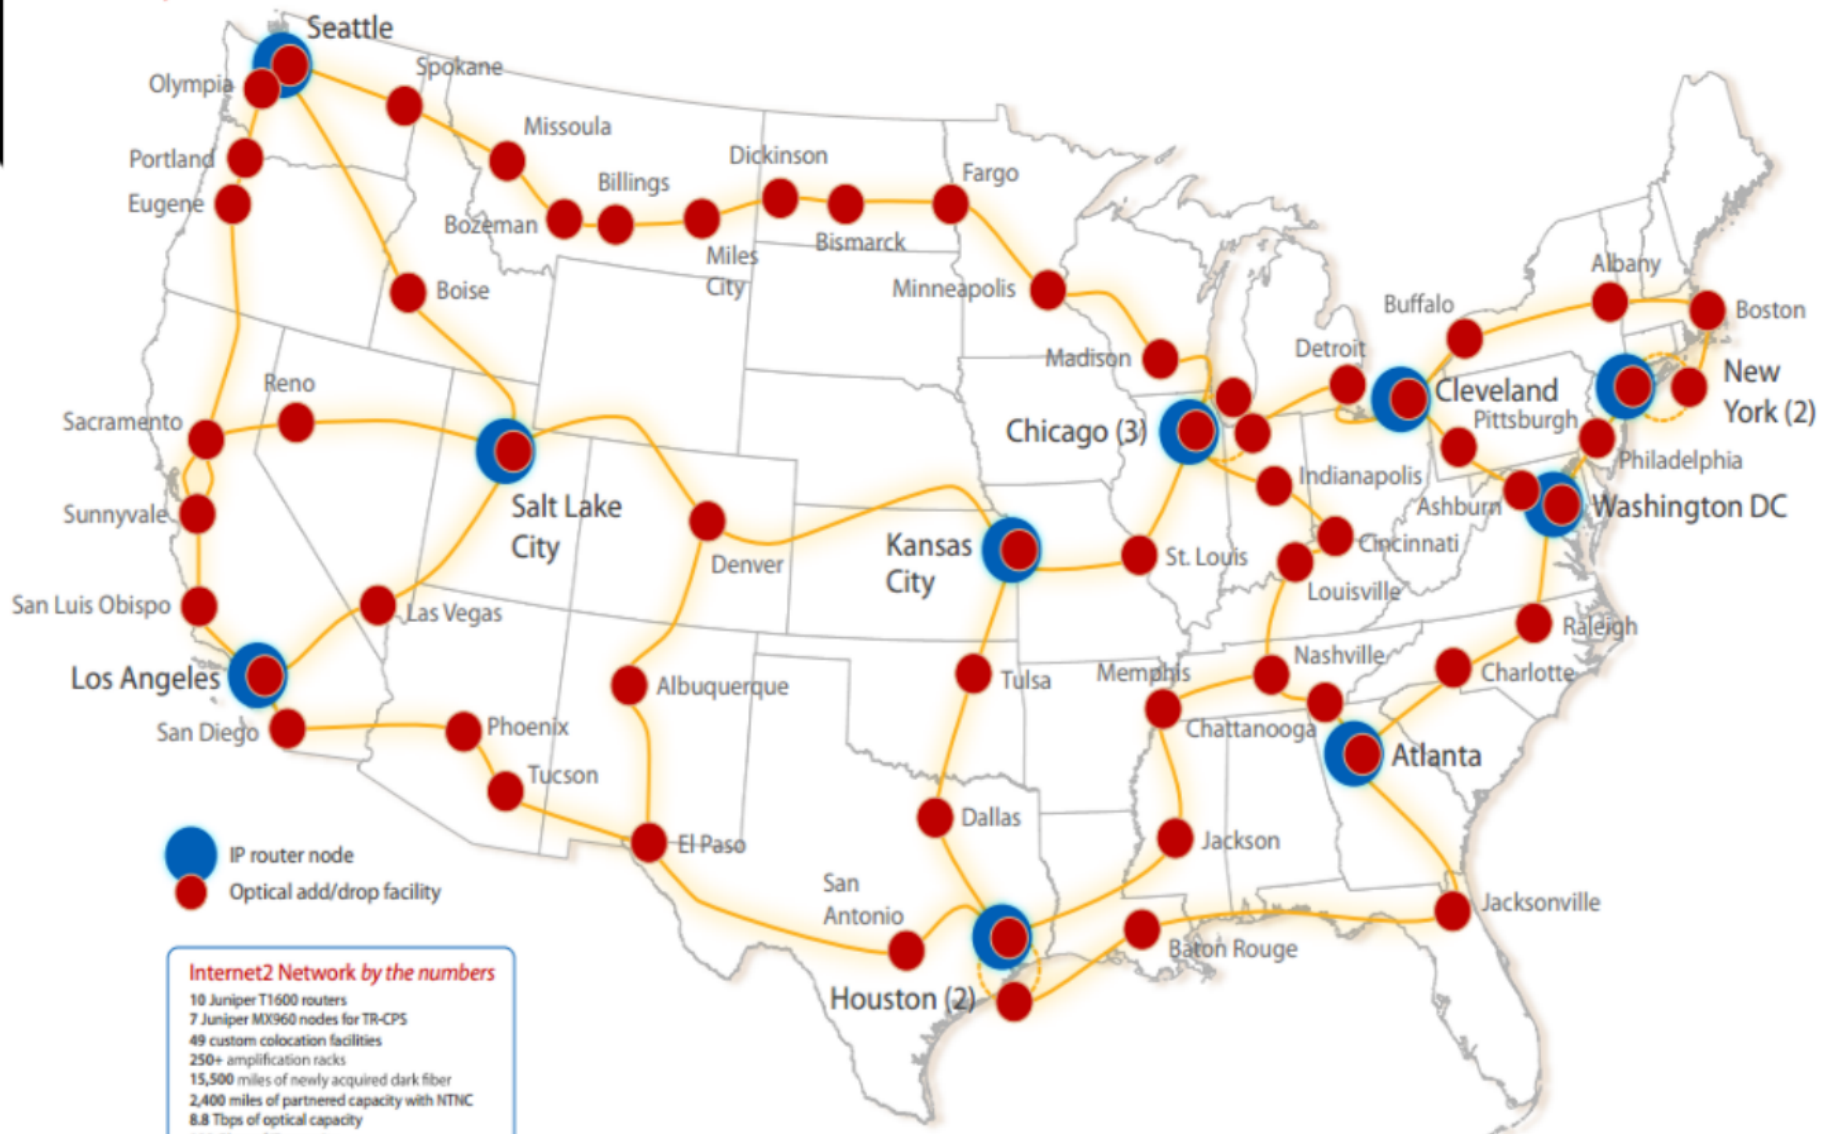 Seattle
Spokane
Olympia
Missoula
Portland
Dickinson
Fargo
Billings
Eugene
Bozeman
Bismarck
Miles
City
Albany
Boise
Minneapolis
Buffalo
Boston
Madison
Detroit
Reno
New
York (2)
Cleveland
Sacramento
Pittsburgh
Chicago (3)
Philadelphia
Indianapolis
Salt Lake
City
Ashburn
Washington DC
Sunnyvale
Kansas
City
Cincinnati
St. Louis
Denver
Louisville
San Luis Obispo
Las Vegas
Raleigh
Nashville
Los Angeles
Albuquerque
Tulsa
Memphis
Charlotte
San Diego
Phoenix
Chattanooga
Atlanta
Tucson
Dallas
Jackson
El Paso
IP router node
Optical add/drop facility
San
Antonio
Jacksonville
Baton Rouge
Houston (2)
Internet2 Network by the numbers
10 Juniper T1600 routers
7 Juniper MX960 nodes for TR-CPS
49 custom colocation facilities
250+ amplification racks
15,500 miles of newly acquired dark fiber
2,400 miles of partnered capacity with NTNC
8.8 Tbps of optical capacity